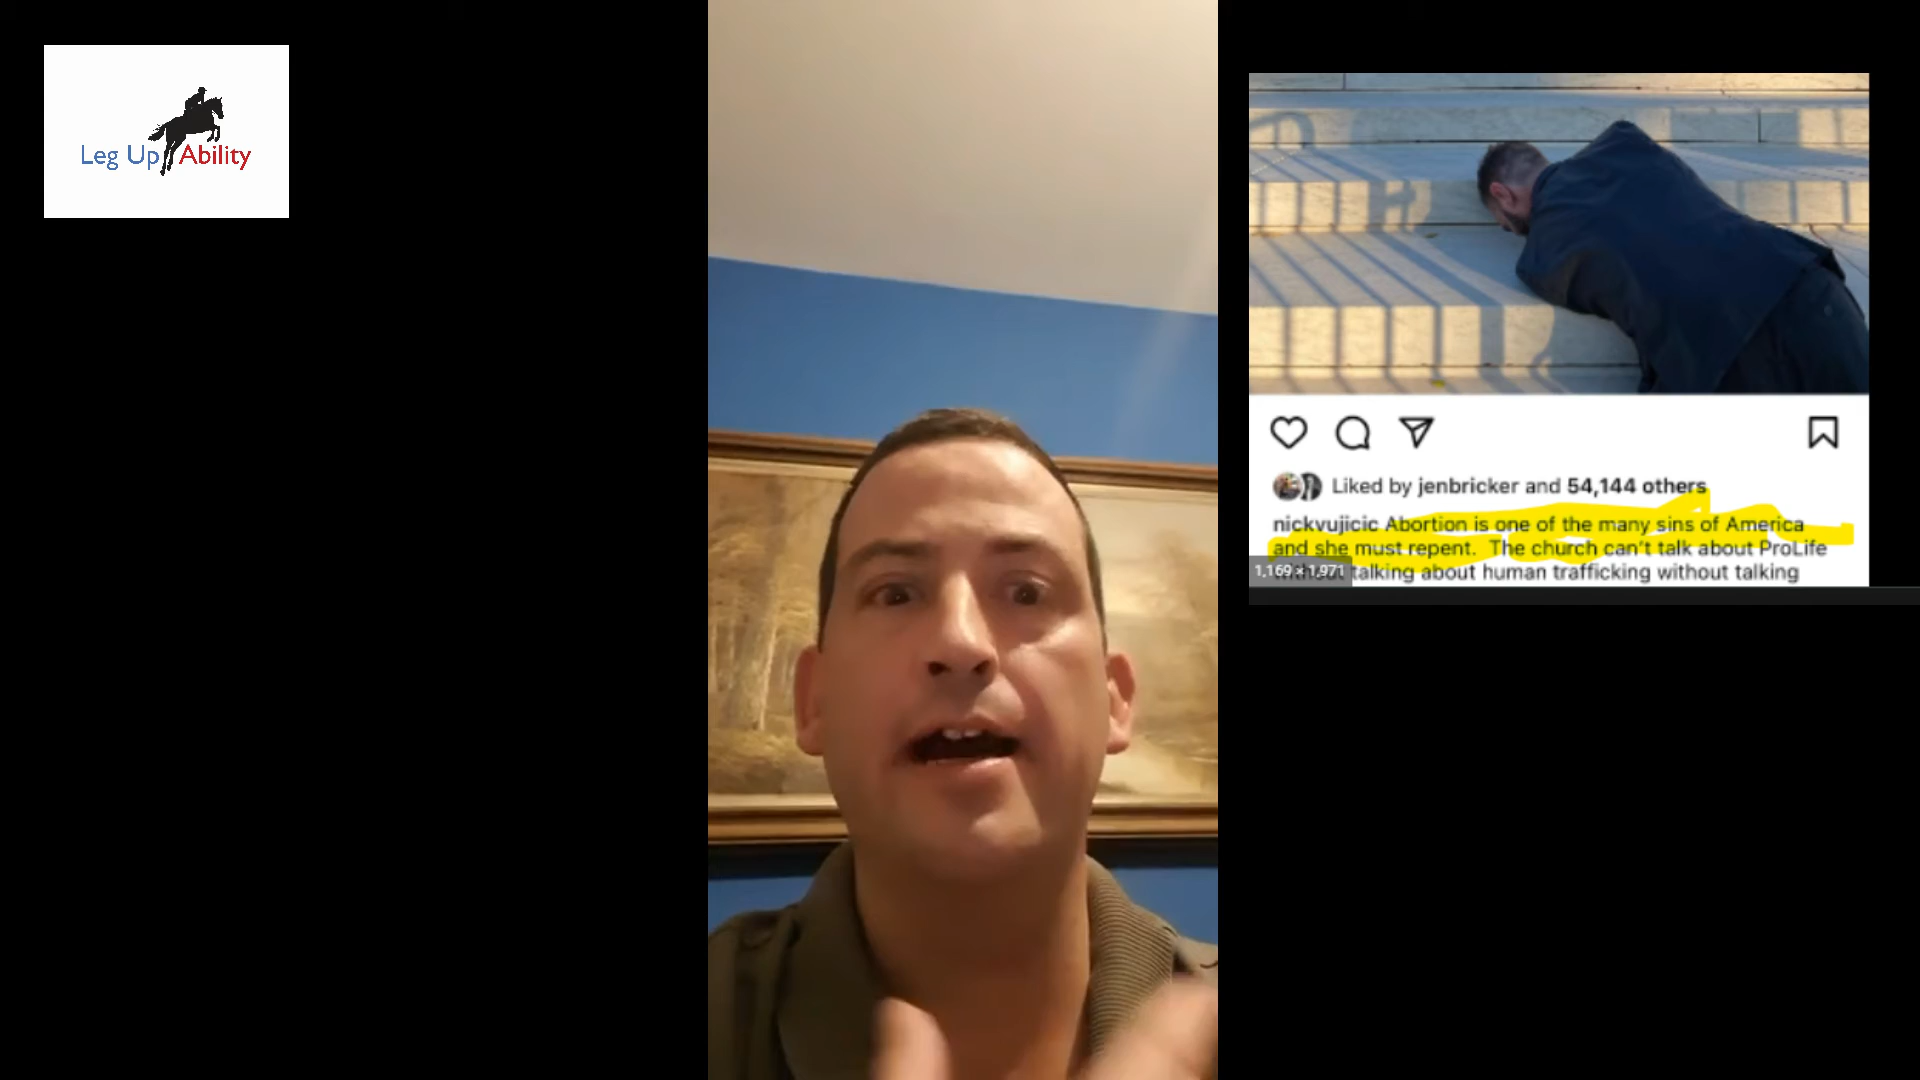 Leg Up Ability
Liked by jenbricker and 54,144 others
nickvujicic Abortion is one of the many sins of America
and she must repent. The church can't talk about ProLife
without talking about human trafficking without talking
1,169 × 1,971